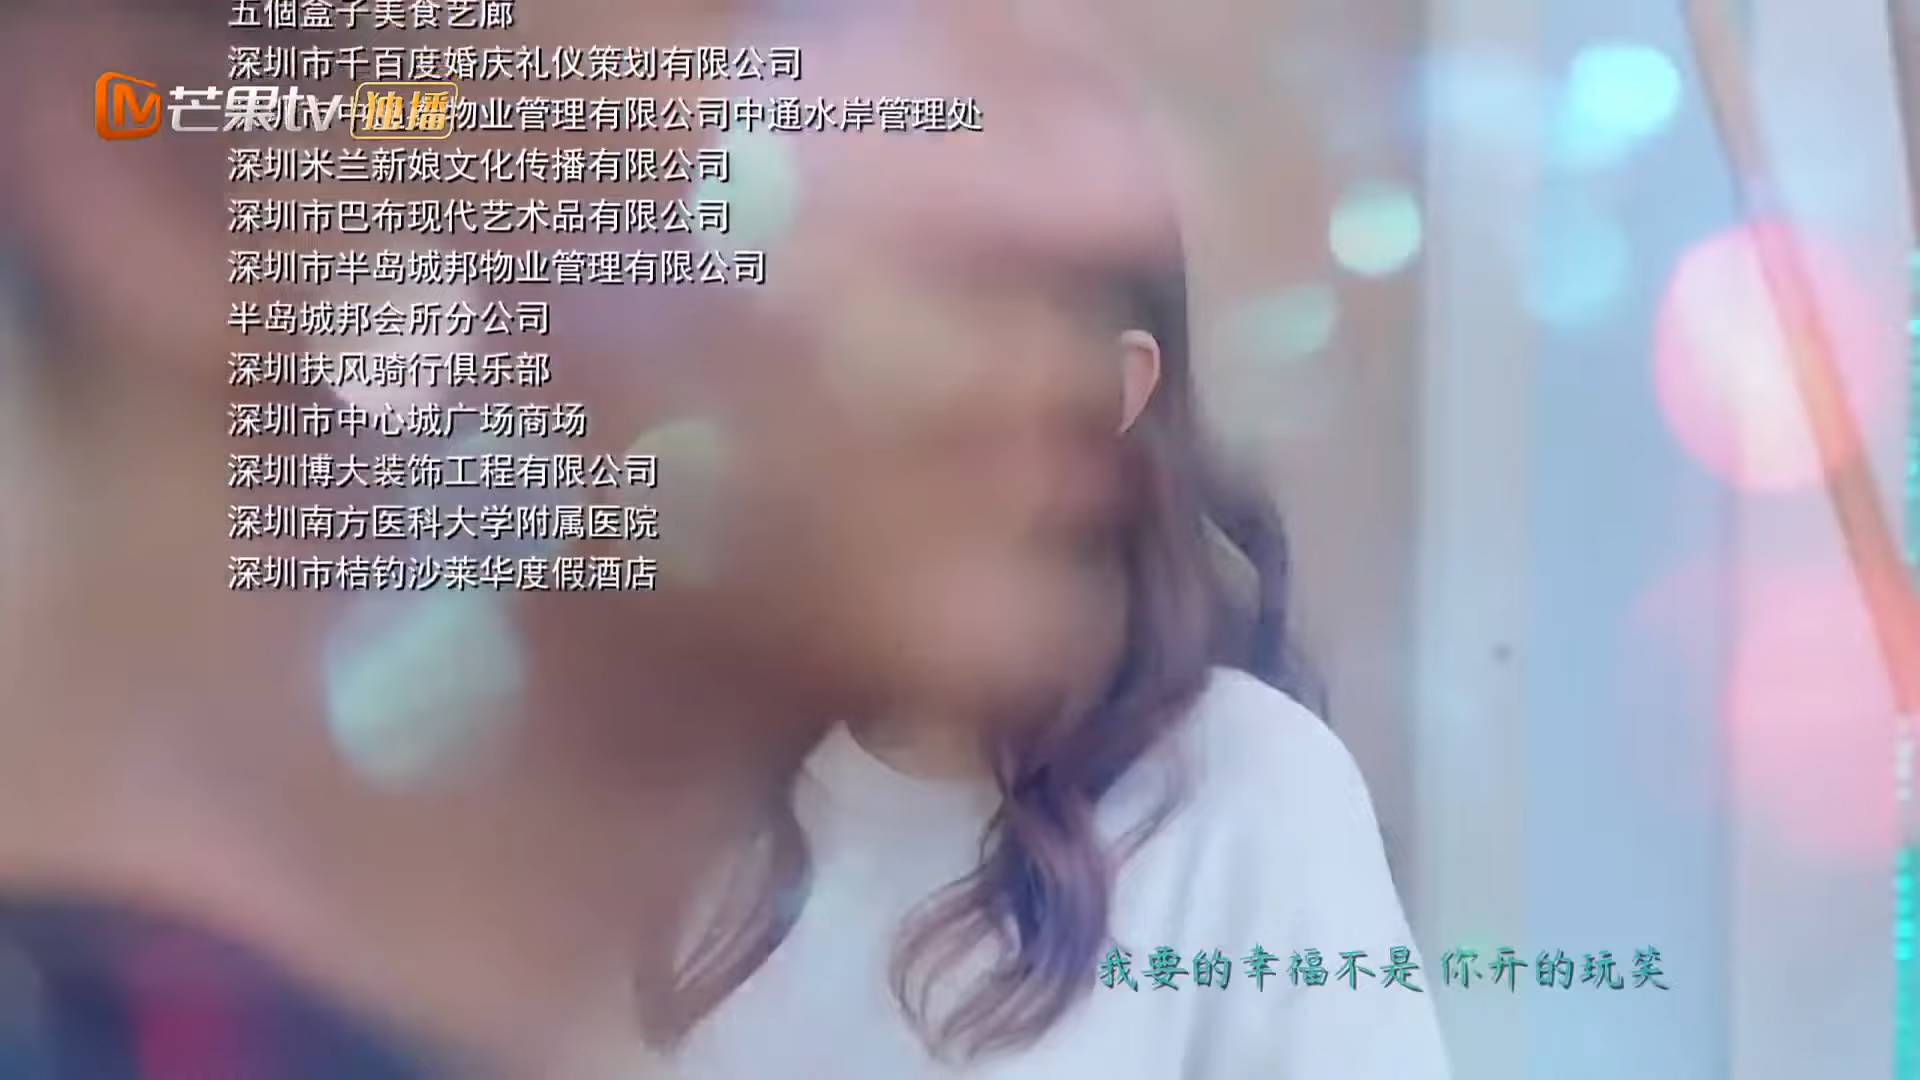 五個盒子美食艺廊
深圳市千百度婚庆礼仪策划有限公司
芒果tv 独播
物业管理有限公司中通水岸管理处
深圳米兰新娘文化传播有限公司
深圳市巴布现代艺术品有限公司
深圳市半岛城邦物业管理有限公司
半岛城邦会所分公司
深圳扶风骑行俱乐部
深圳市中心城广场商场
深圳博大装饰工程有限公司
深圳南方医科大学附属医院
深圳市桔钓沙莱华度假酒店
我要的幸福不是 你开的玩笑